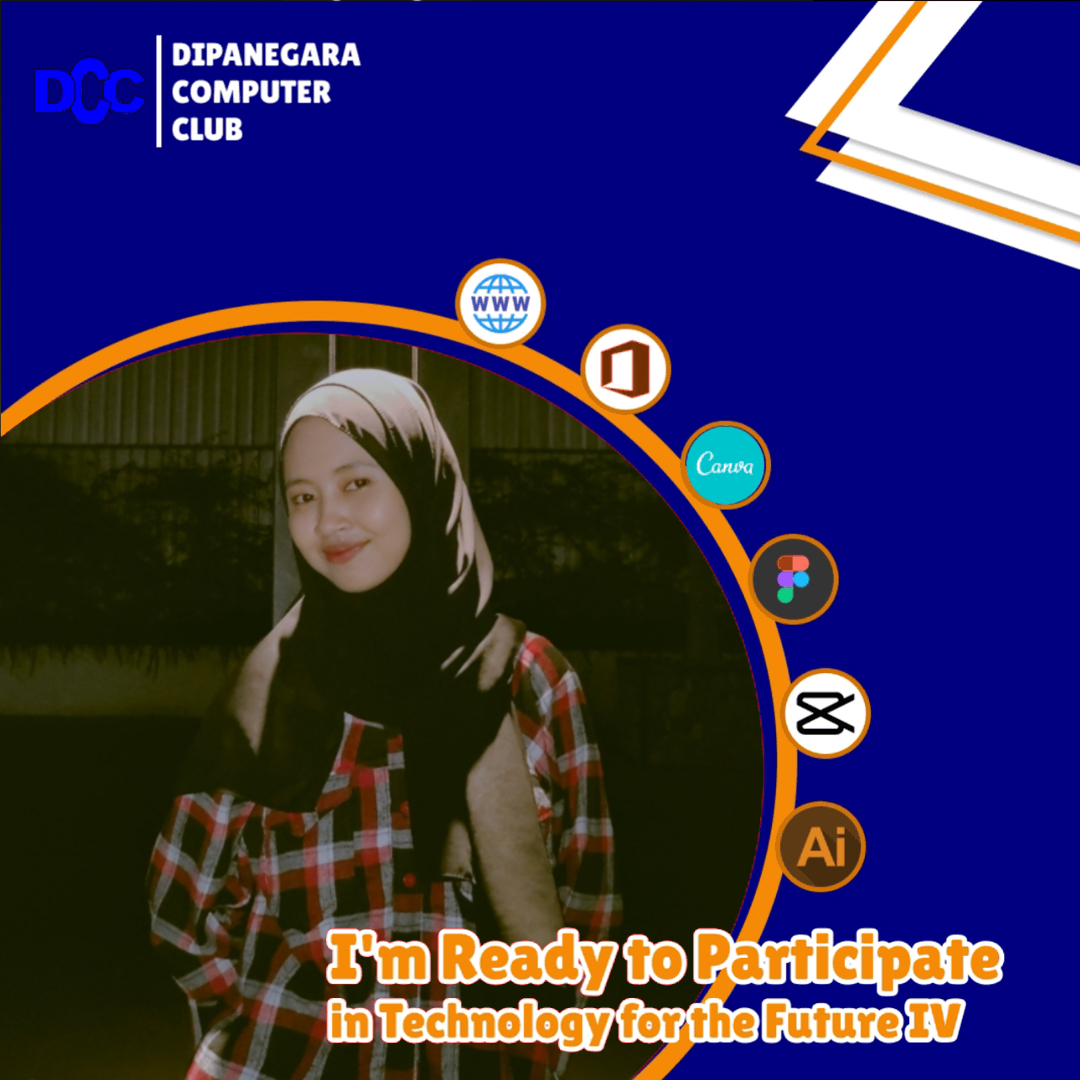 DCC
DIPANEGARA
COMPUTER
CLUB
WWW
Canva
Ai
I'm Ready to Participate
in Technology for the Future IV